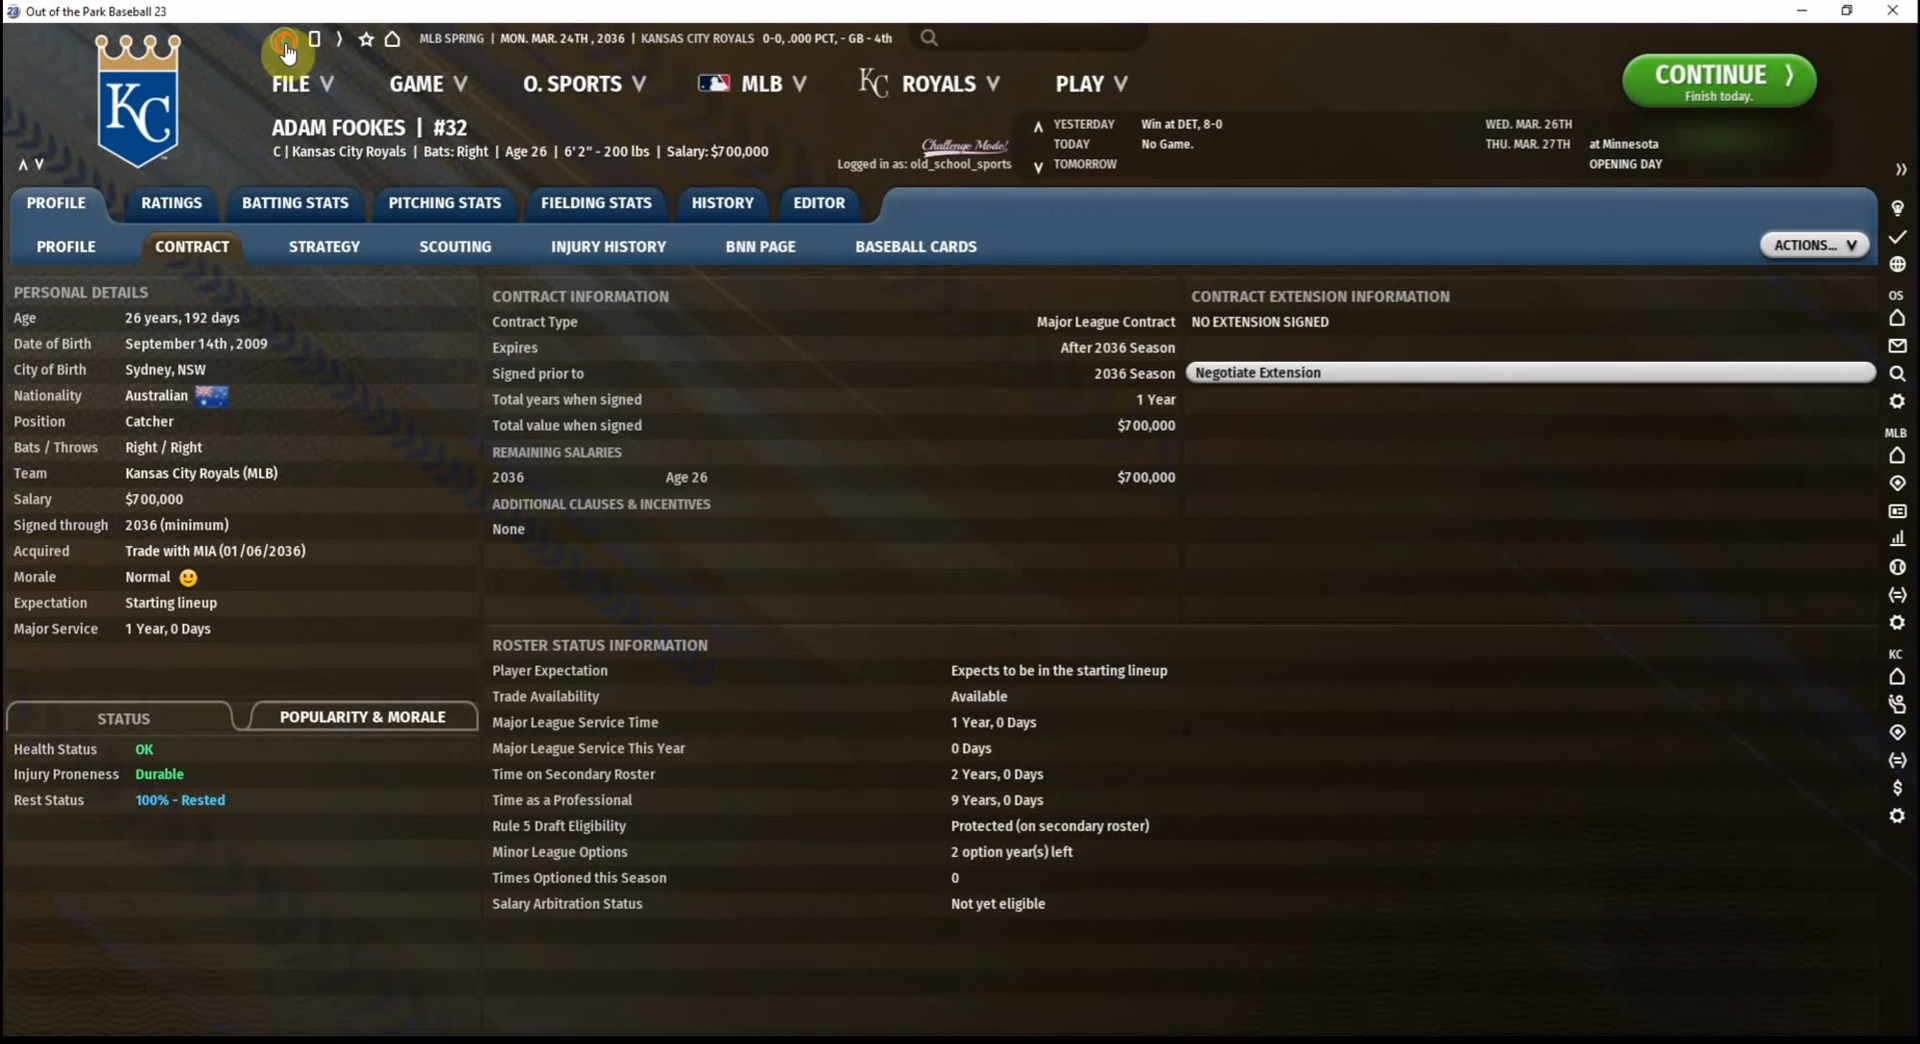 23 Out of the Park Baseball 23
MLB SPRING | MON. MAR. 24TH , 2036 | KANSAS CITY ROYALS 0-0, .000 PCT, - GB - 4th
FILE GAME O. SPORTS MLB ROYALS PLAY
CONTINUE
Finish today.
KC
ADAM FOOKES | #32
C | Kansas City Royals | Bats: Right | Age 26 | 6' 2" - 200 lbs | Salary: $700,000
Challenge Mode!
Logged in as: old_school_sports
YESTERDAY Win at DET, 8-0
TODAY No Game.
TOMORROW
WED. MAR. 26TH
THU. MAR. 27TH at Minnesota
OPENING DAY
PROFILE RATINGS BATTING STATS PITCHING STATS FIELDING STATS HISTORY EDITOR
PROFILE CONTRACT STRATEGY SCOUTING INJURY HISTORY BNN PAGE BASEBALL CARDS
ACTIONS...
PERSONAL DETAILS
Age 26 years, 192 days
Date of Birth September 14th , 2009
City of Birth Sydney, NSW
Nationality Australian
Position Catcher
Bats / Throws Right / Right
Team Kansas City Royals (MLB)
Salary $700,000
Signed through 2036 (minimum)
Acquired Trade with MIA (01/06/2036)
Morale Normal
Expectation Starting lineup
Major Service 1 Year, 0 Days
STATUS POPULARITY & MORALE
Health Status OK
Injury Proneness Durable
Rest Status 100% - Rested
CONTRACT INFORMATION
Contract Type Major League Contract
Expires After 2036 Season
Signed prior to 2036 Season
Total years when signed 1 Year
Total value when signed $700,000
REMAINING SALARIES
2036 Age 26 $700,000
ADDITIONAL CLAUSES & INCENTIVES
None
CONTRACT EXTENSION INFORMATION
NO EXTENSION SIGNED
Negotiate Extension
ROSTER STATUS INFORMATION
Player Expectation Expects to be in the starting lineup
Trade Availability Available
Major League Service Time 1 Year, 0 Days
Major League Service This Year 0 Days
Time on Secondary Roster 2 Years, 0 Days
Time as a Professional 9 Years, 0 Days
Rule 5 Draft Eligibility Protected (on secondary roster)
Minor League Options 2 option year(s) left
Times Optioned this Season 0
Salary Arbitration Status Not yet eligible
OS
MLB
KC